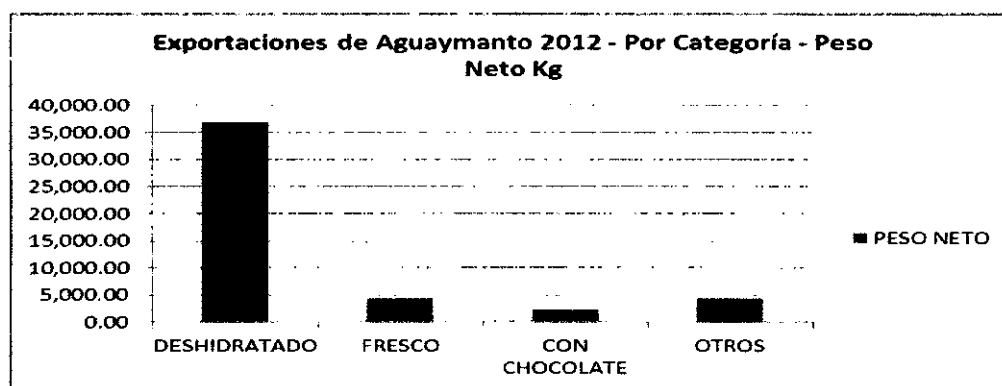 Exportaciones de Aguaymanto 2012 - Por Categoría - Peso
Neto Kg
40,000.00
35,000.00
30,000.00
25,000.00
20,000.00
15,000.00
10,000.00
5,000.00
0.00
PESO NETO
DESHIDRATADO
FRESCO
CON
CHOCOLATE
OTROS